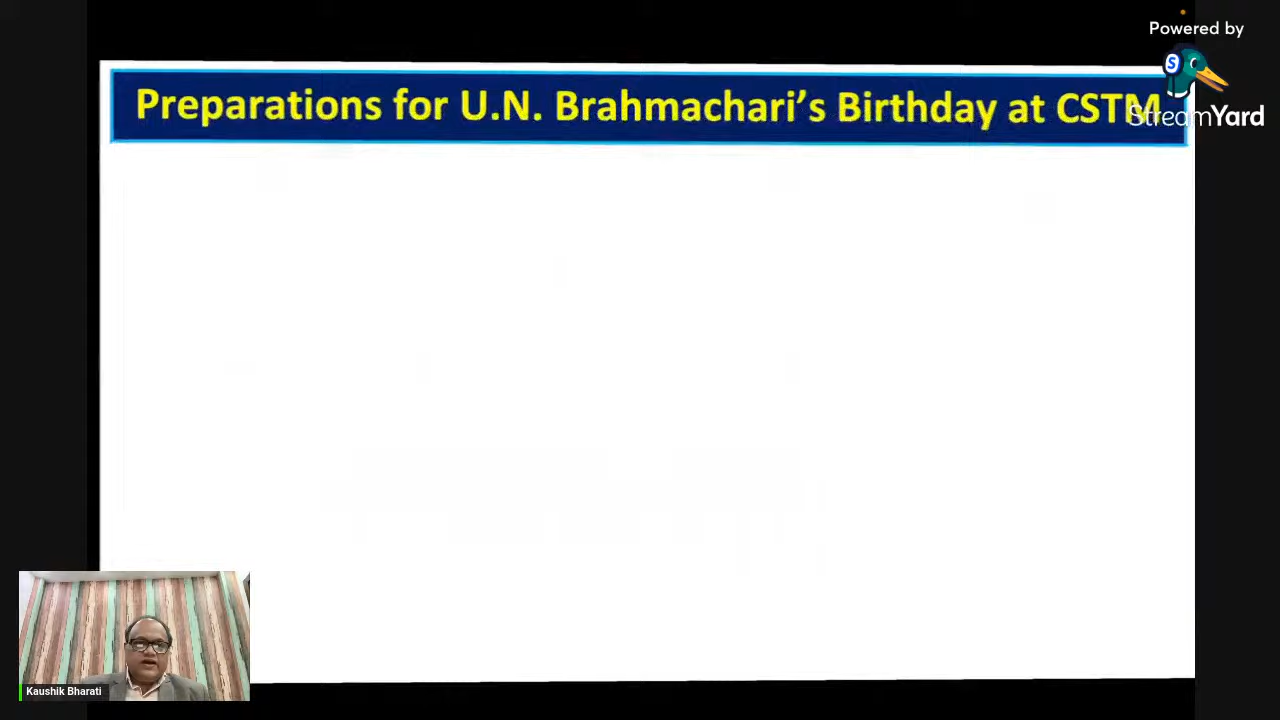 Powered by
StreamYard
Preparations for U.N. Brahmachari’s Birthday at CSTM
Kaushik Bharati